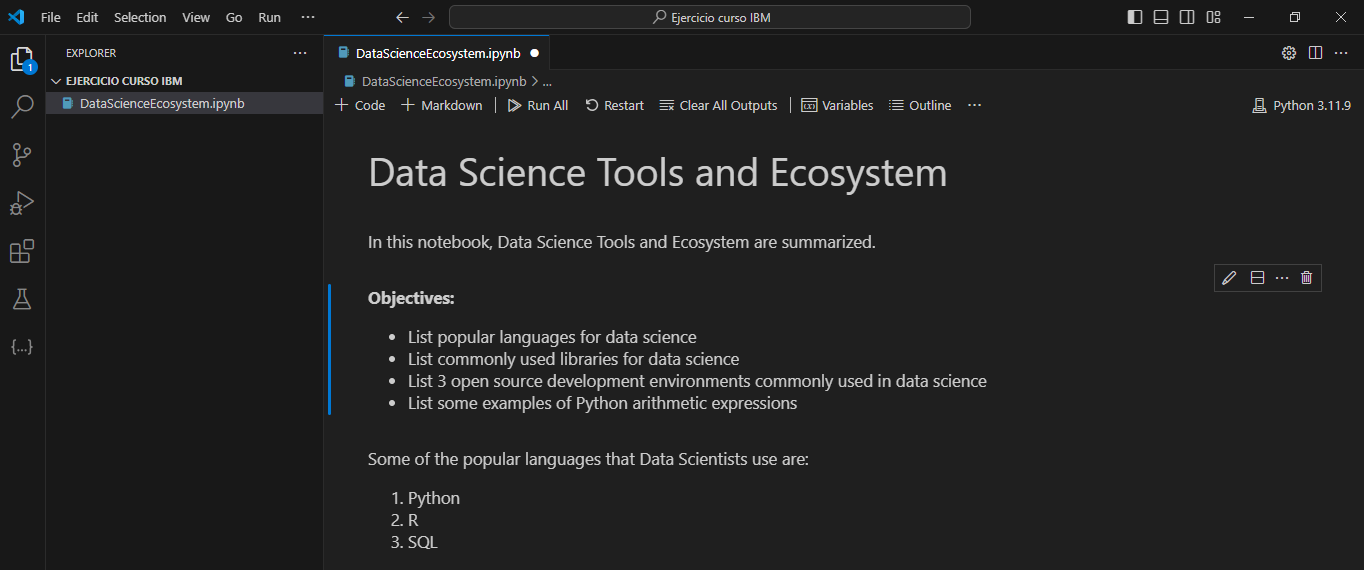 File Edit Selection View Go Run ··· Ejercicio curso IBM
EXPLORER ···
EJERCICIO CURSO IBM
DataScienceEcosystem.ipynb
1
DataScienceEcosystem.ipynb ●
DataScienceEcosystem.ipynb > ...
+ Code + Markdown | Run All Restart Clear All Outputs | Variables Outline ··· Python 3.11.9
Data Science Tools and Ecosystem
In this notebook, Data Science Tools and Ecosystem are summarized.
Objectives:
• List popular languages for data science
• List commonly used libraries for data science
• List 3 open source development environments commonly used in data science
• List some examples of Python arithmetic expressions
Some of the popular languages that Data Scientists use are:
1. Python
2. R
3. SQL